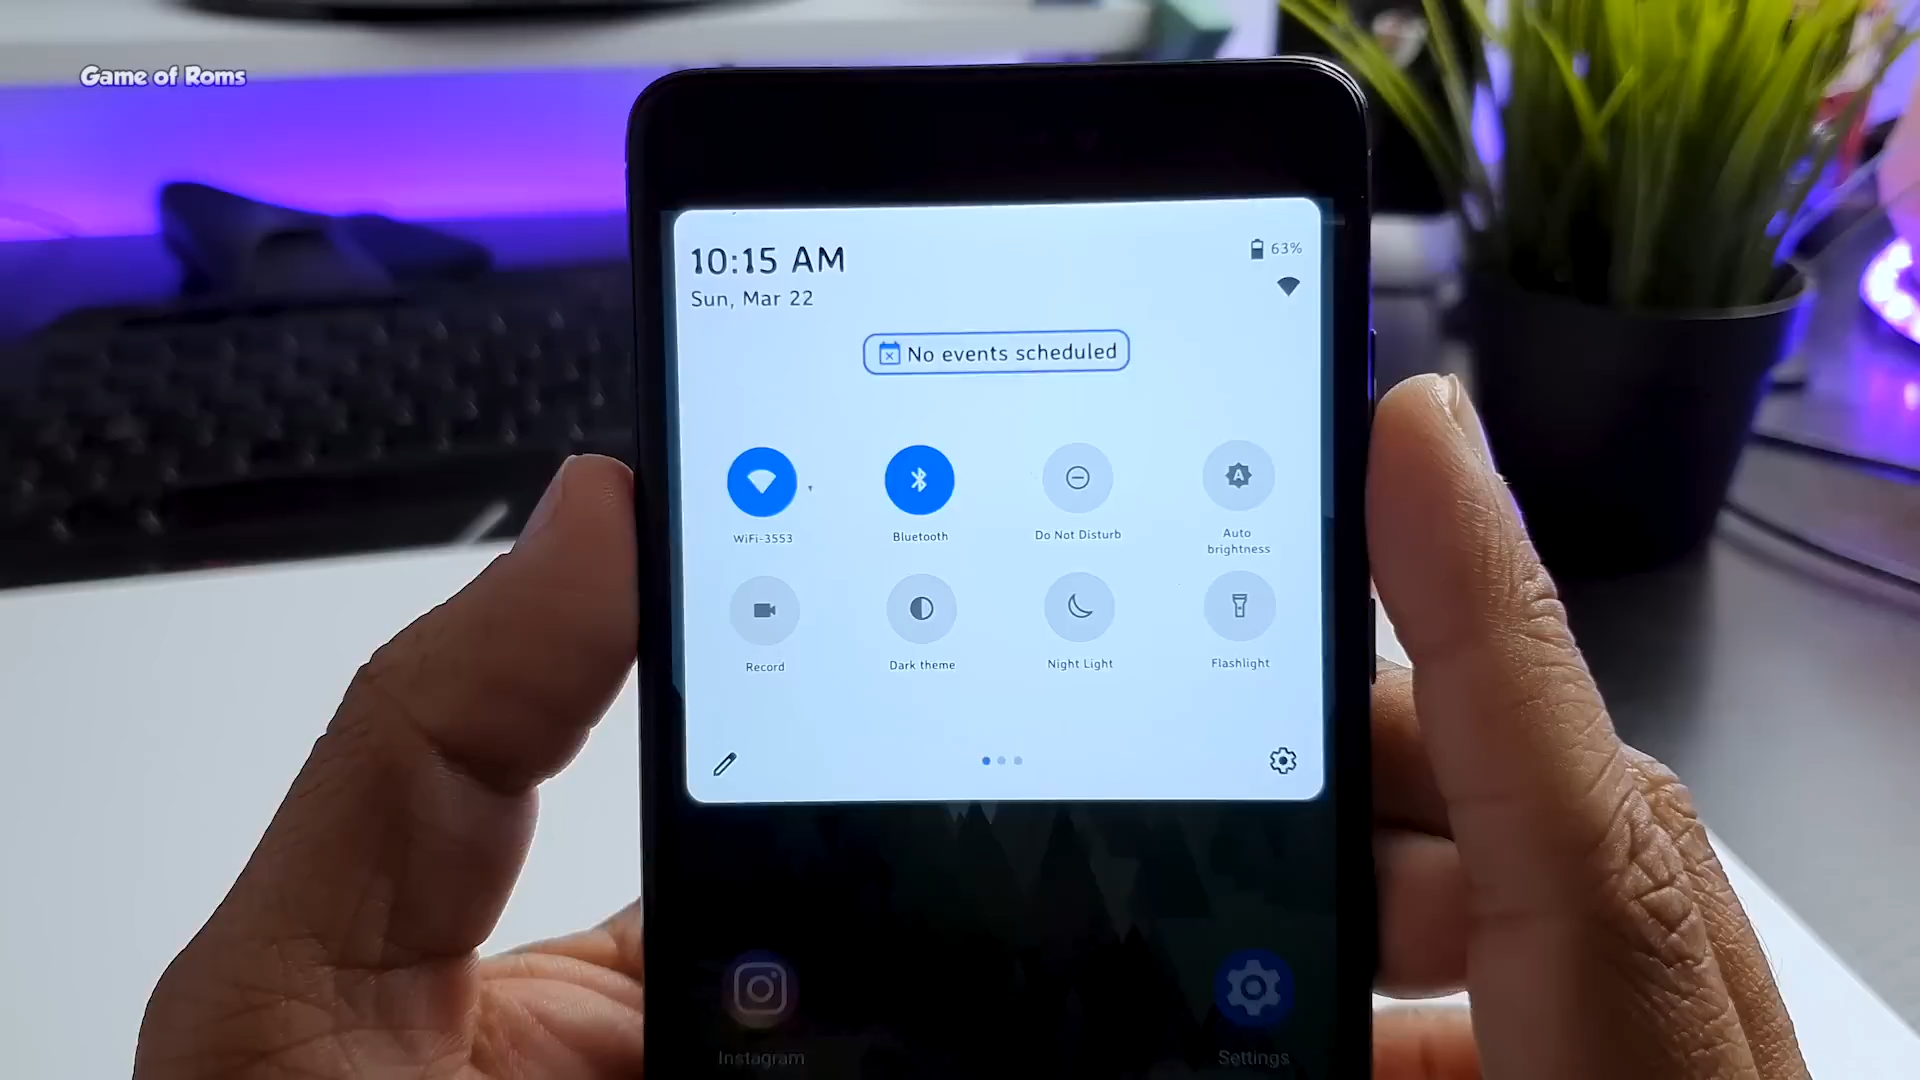 Game of Roms
10:15 AM
63%
Sun, Mar 22
No events scheduled
WiFi-3553
Bluetooth
Do Not Disturb
Auto
brightness
A
Record
Dark theme
Night Light
Flashlight
Instagram
Settings